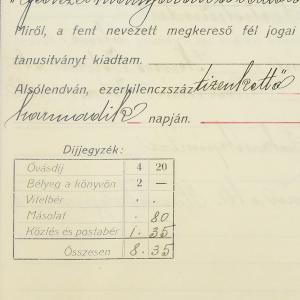 Miről, a fent nevezett megkereső fél jogai
tanusitványt kiadtam.
Alsólendván, ezerkilencszáz tizenkettő
harmadik napján.
Díjjegyzék:
Óvásdíj 4 20
Bélyeg a könyvön 2 —
Vitelbér . .
Másolat . 80
Közlés és postabér 1. 35
Összesen 8. 35